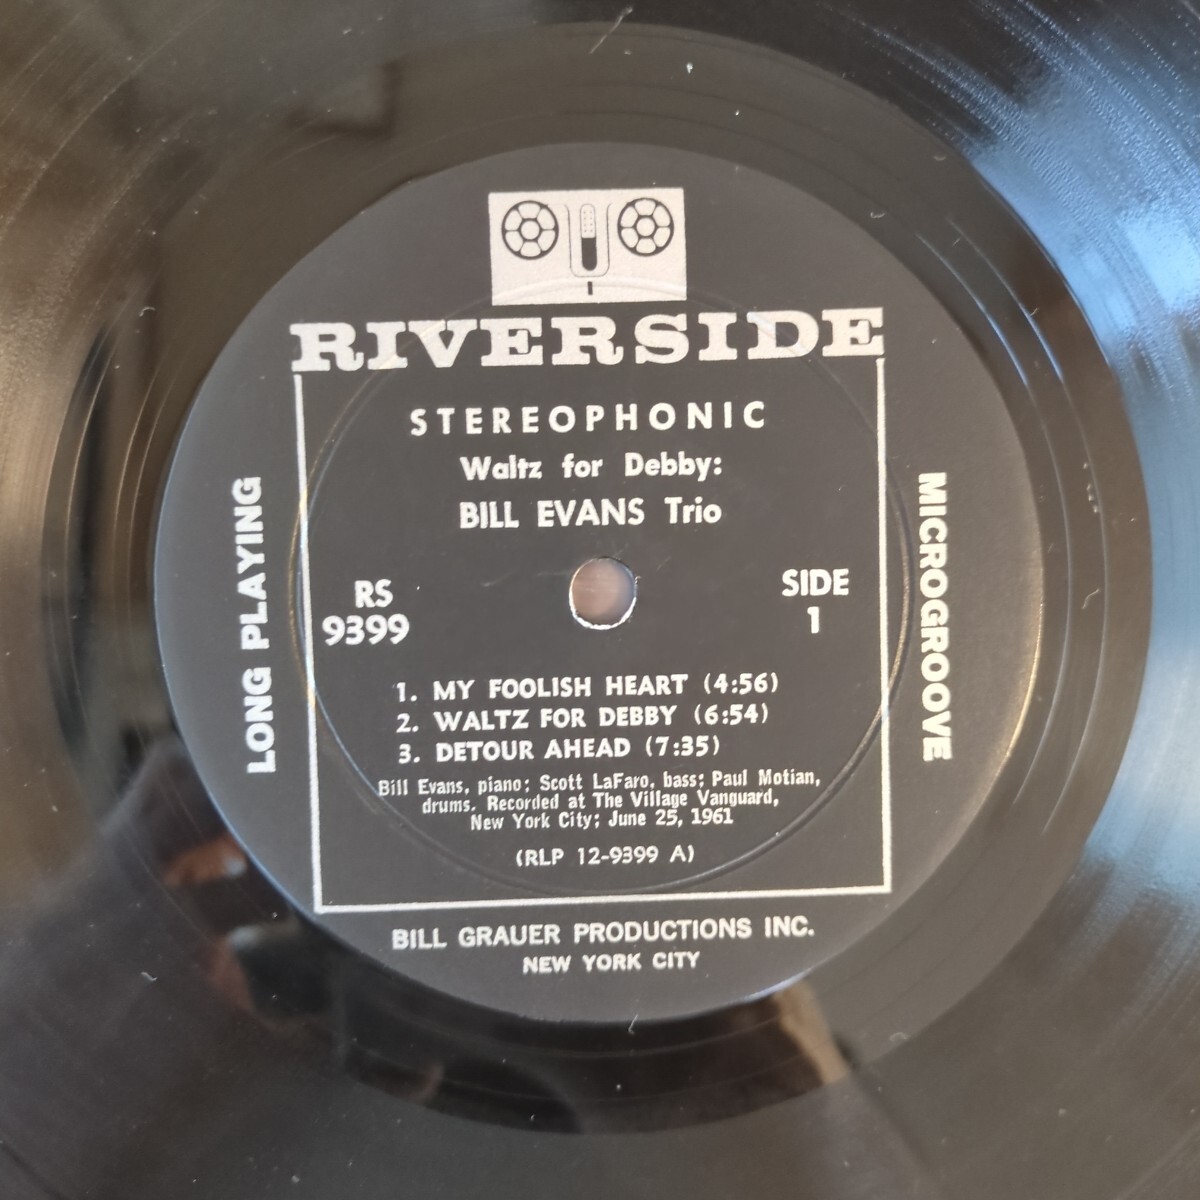 RIVERSIDE
STEREOPHONIC
Waltz for Debby:
BILL EVANS Trio
RS
9399
SIDE
1
LONG PLAYING
MICROGROOVE
1. MY FOOLISH HEART (4:56)
2. WALTZ FOR DEBBY (6:54)
3. DETOUR AHEAD (7:35)
Bill Evans, piano; Scott LaFaro, bass; Paul Motian,
drums. Recorded at The Village Vanguard,
New York City; June 25, 1961
(RLP 12-9399 A)
BILL GRAUER PRODUCTIONS INC.
NEW YORK CITY